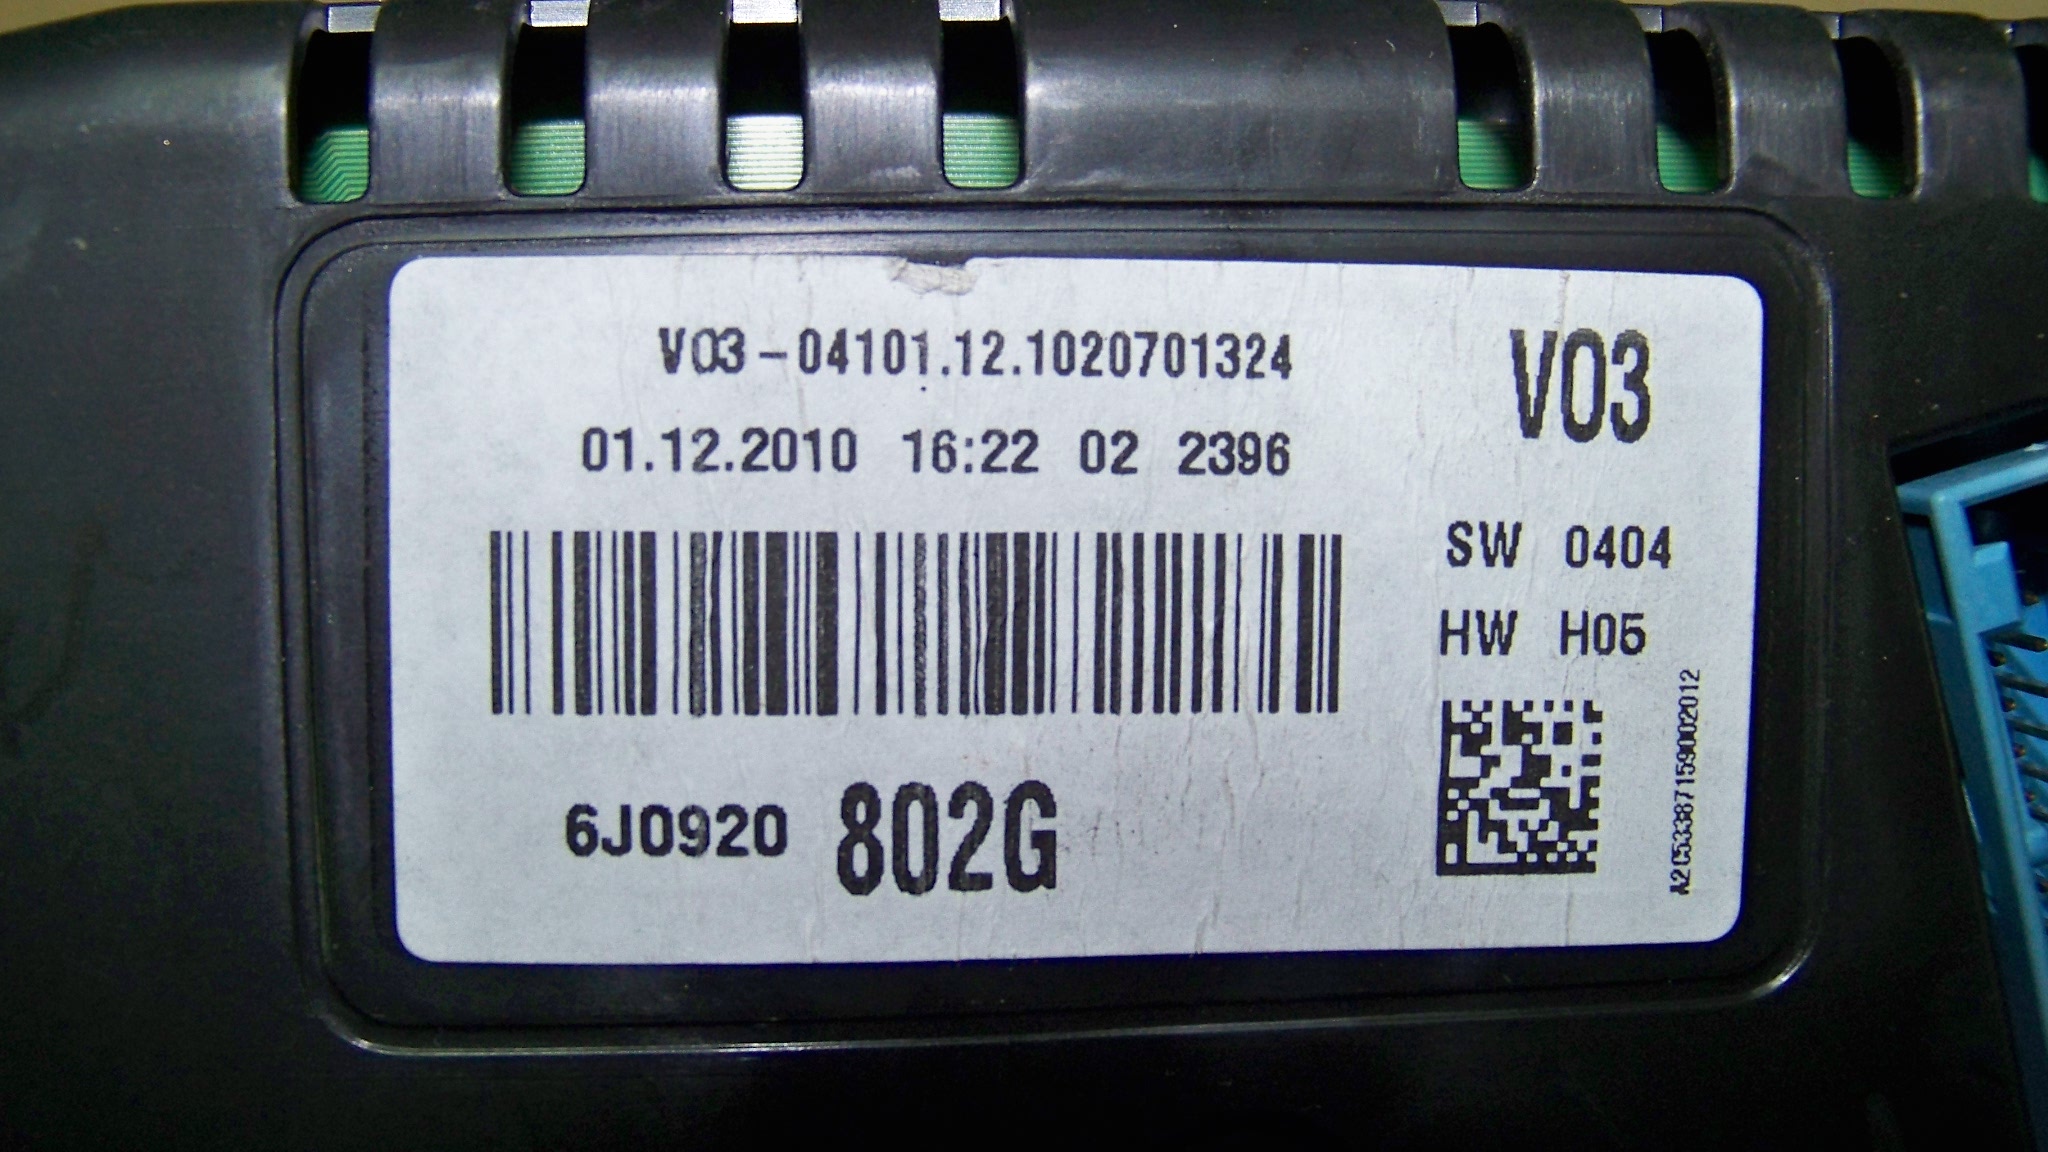 V03-04101.12.1020701324
V03
01.12.2010 16:22 02 2396
SW 0404
HW H05
6J0920 802G
A2C53387159002012